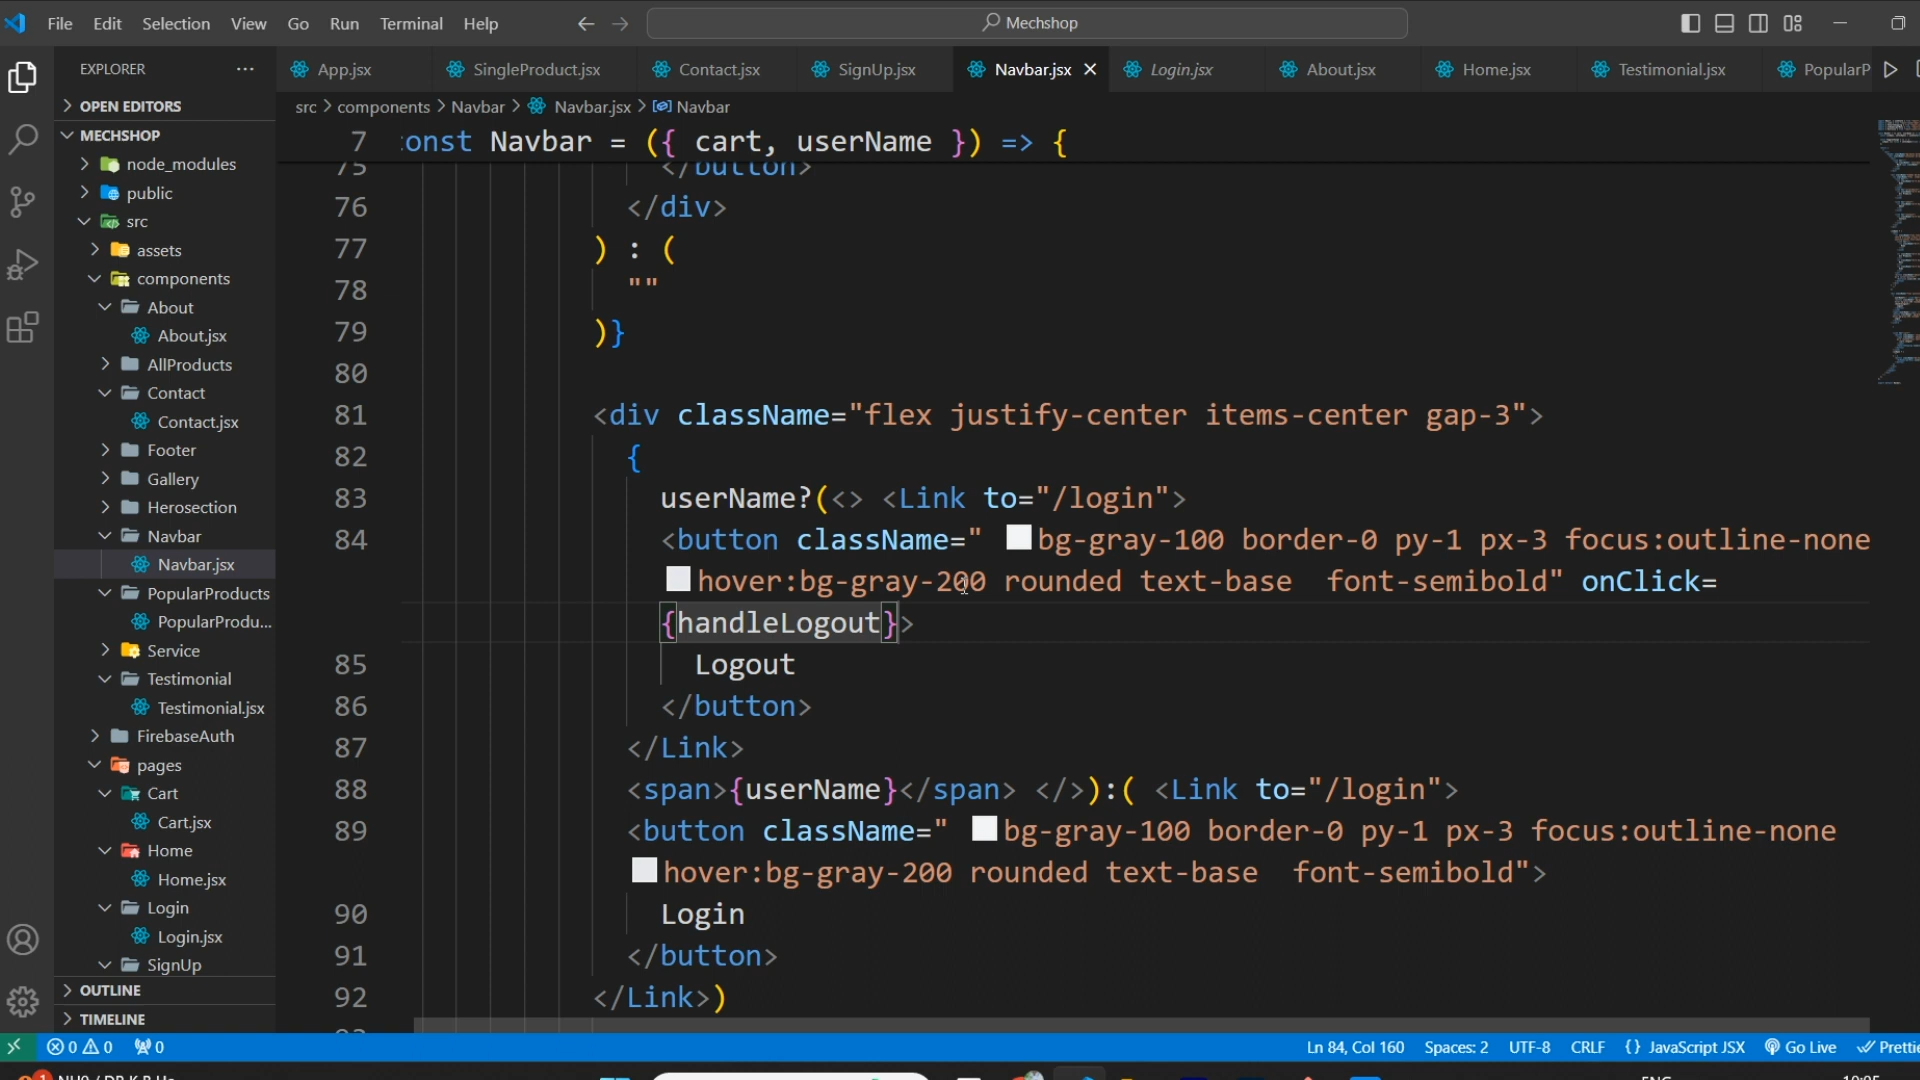 File Edit Selection View Go Run Terminal Help
Mechshop
EXPLORER
App.jsx SingleProduct.jsx Contact.jsx SignUp.jsx Navbar.jsx Login.jsx About.jsx Home.jsx Testimonial.jsx PopularP
src > components > Navbar > Navbar.jsx > Navbar
OPEN EDITORS
MECHSHOP
node_modules
public
src
assets
components
About
About.jsx
AllProducts
Contact
Contact.jsx
Footer
Gallery
Herosection
Navbar
Navbar.jsx
PopularProducts
PopularProdu...
Service
Testimonial
Testimonial.jsx
FirebaseAuth
pages
Cart
Cart.jsx
Home
Home.jsx
Login
Login.jsx
SignUp
OUTLINE
TIMELINE
7 :onst Navbar = ({ cart, userName }) => {
75 </button>
76 </div>
77 ) : (
78 ""
79 )}
80
81 <div className="flex justify-center items-center gap-3">
82 {
83 userName?(<> <Link to="/login">
84 <button className=" bg-gray-100 border-0 py-1 px-3 focus:outline-none
hover:bg-gray-200 rounded text-base font-semibold" onClick=
{handleLogout}>
85 Logout
86 </button>
87 </Link>
88 <span>{userName}</span> </>):( <Link to="/login">
89 <button className=" bg-gray-100 border-0 py-1 px-3 focus:outline-none
hover:bg-gray-200 rounded text-base font-semibold">
90 Login
91 </button>
92 </Link>)
0 0 0 Ln 84, Col 160 Spaces: 2 UTF-8 CRLF {} JavaScript JSX Go Live Prettie